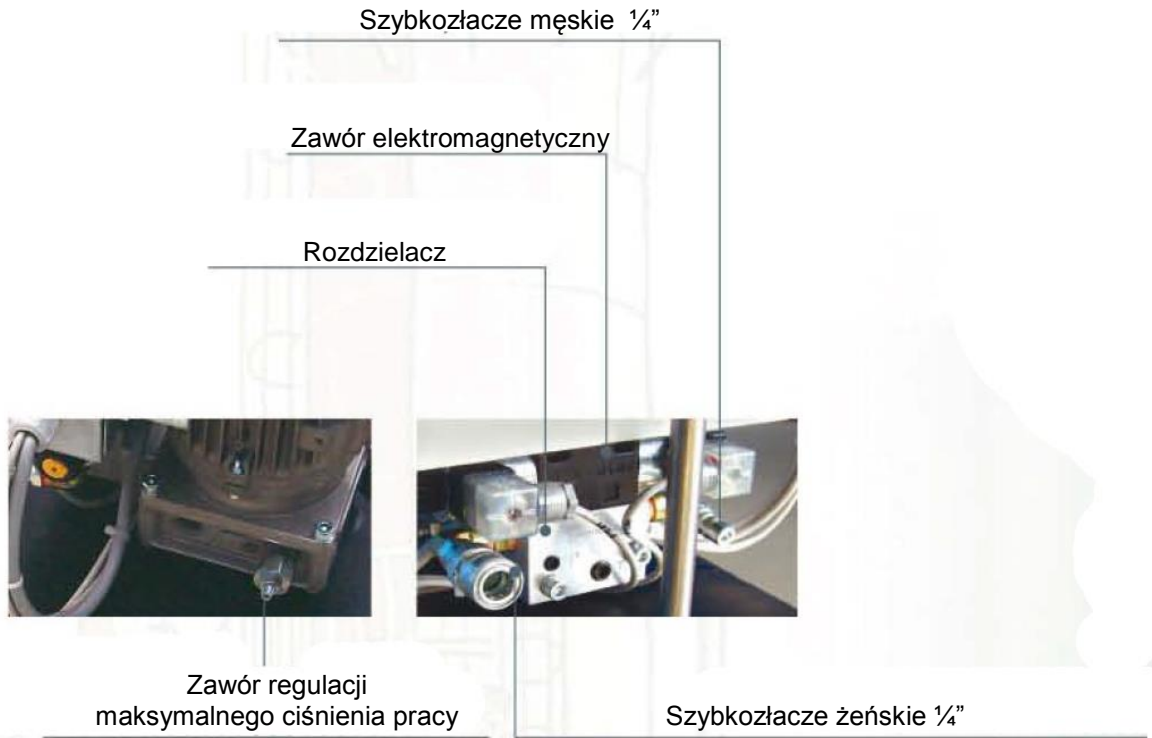 Szybkozłacze męskie ¼”
Zawór elektromagnetyczny
Rozdzielacz
Zawór regulacji
maksymalnego ciśnienia pracy
Szybkozłacze żeńskie ¼”